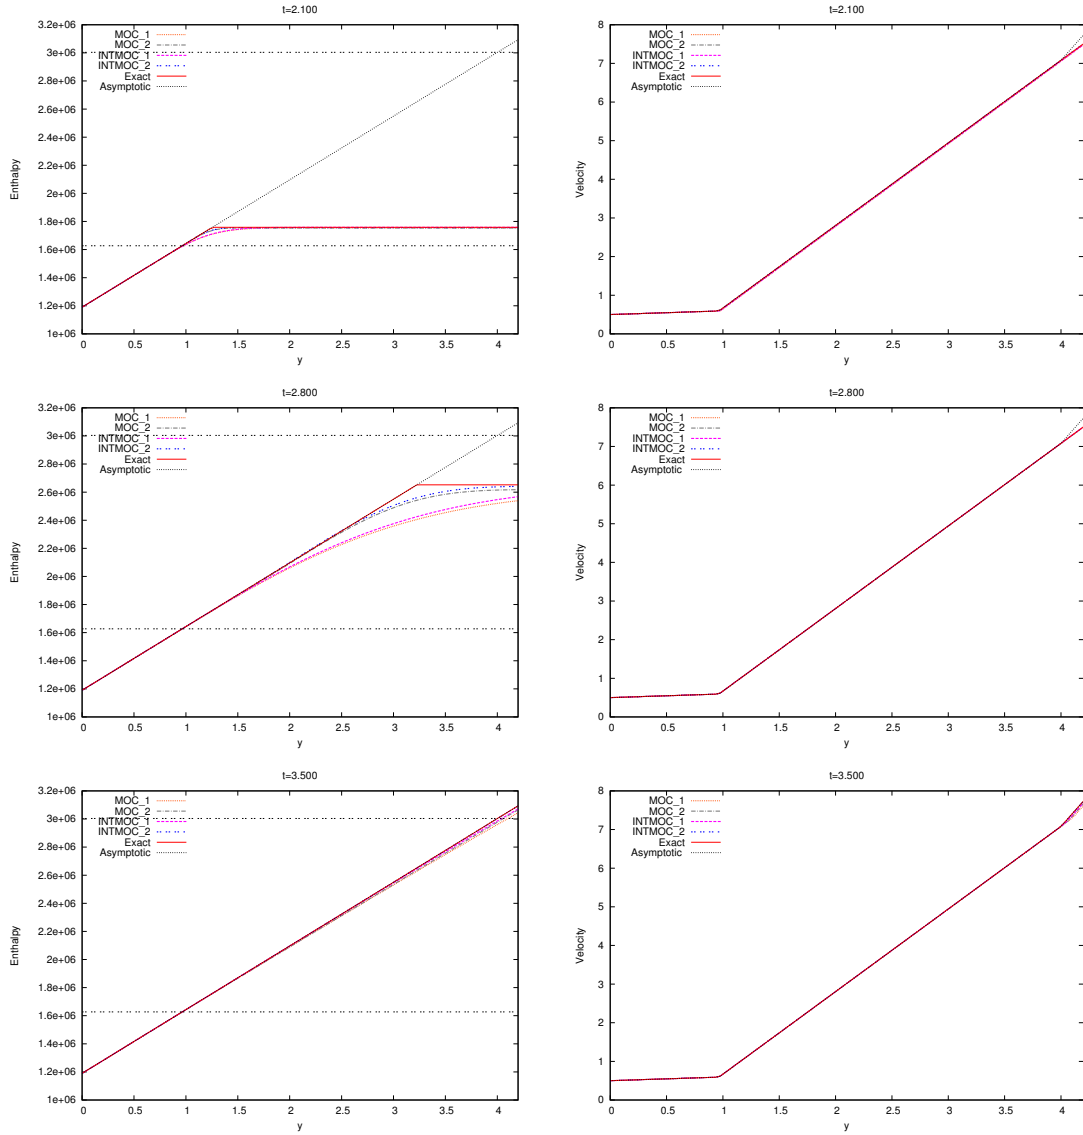 t=2.100
3.2e+06
3e+06
2.8e+06
2.6e+06
2.4e+06
2.2e+06
2e+06
1.8e+06
1.6e+06
1.4e+06
1.2e+06
1e+06
Enthalpy
MOC_1
MOC_2
INTMOC_1
INTMOC_2
Exact
Asymptotic
0 0.5 1 1.5 2 2.5 3 3.5 4
y
t=2.100
8
7
6
5
4
3
2
1
0
Velocity
MOC_1
MOC_2
INTMOC_1
INTMOC_2
Exact
Asymptotic
0 0.5 1 1.5 2 2.5 3 3.5 4
y
t=2.800
3.2e+06
3e+06
2.8e+06
2.6e+06
2.4e+06
2.2e+06
2e+06
1.8e+06
1.6e+06
1.4e+06
1.2e+06
1e+06
Enthalpy
MOC_1
MOC_2
INTMOC_1
INTMOC_2
Exact
Asymptotic
0 0.5 1 1.5 2 2.5 3 3.5 4
y
t=2.800
8
7
6
5
4
3
2
1
0
Velocity
MOC_1
MOC_2
INTMOC_1
INTMOC_2
Exact
Asymptotic
0 0.5 1 1.5 2 2.5 3 3.5 4
y
t=3.500
3.2e+06
3e+06
2.8e+06
2.6e+06
2.4e+06
2.2e+06
2e+06
1.8e+06
1.6e+06
1.4e+06
1.2e+06
1e+06
Enthalpy
MOC_1
MOC_2
INTMOC_1
INTMOC_2
Exact
Asymptotic
0 0.5 1 1.5 2 2.5 3 3.5 4
y
t=3.500
8
7
6
5
4
3
2
1
0
Velocity
MOC_1
MOC_2
INTMOC_1
INTMOC_2
Exact
Asymptotic
0 0.5 1 1.5 2 2.5 3 3.5 4
y